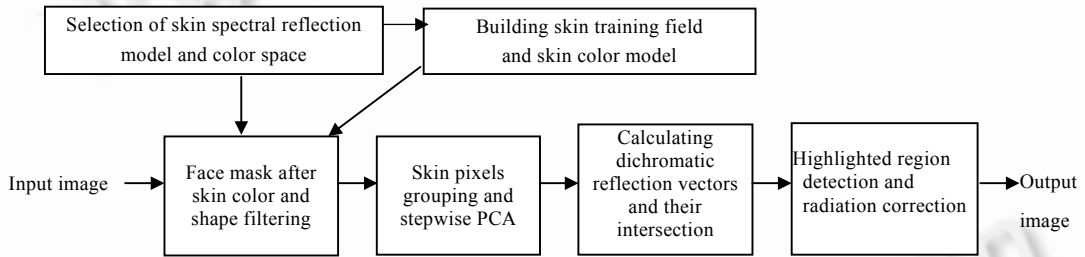 Selection of skin spectral reflection
model and color space
Building skin training field
and skin color model
Input image
Face mask after
skin color and
shape filtering
Skin pixels
grouping and
stepwise PCA
Calculating
dichromatic
reflection vectors
and their
intersection
Highlighted region
detection and
radiation correction
Output
image